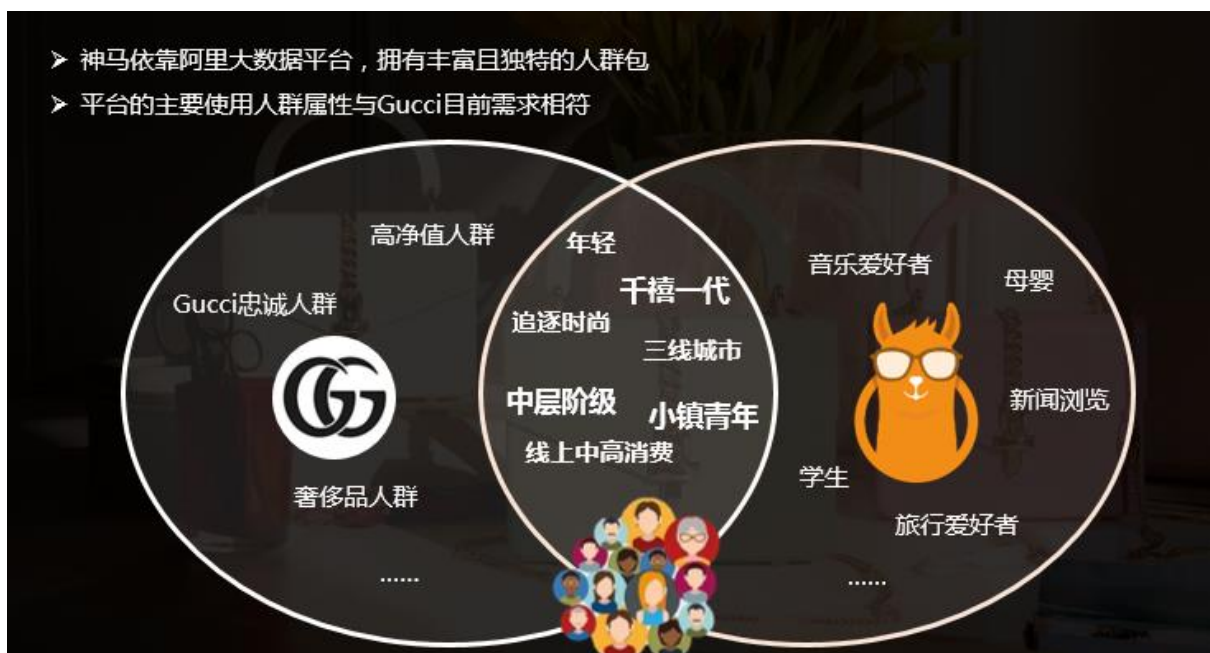 神马依靠阿里大数据平台，拥有丰富且独特的人群包
平台的主要使用人群属性与Gucci目前需求相符
高净值人群
Gucci忠诚人群
奢侈品人群
……
年轻
千禧一代
追逐时尚
三线城市
中层阶级
小镇青年
线上中高消费
音乐爱好者
母婴
新闻浏览
学生
旅行爱好者
……